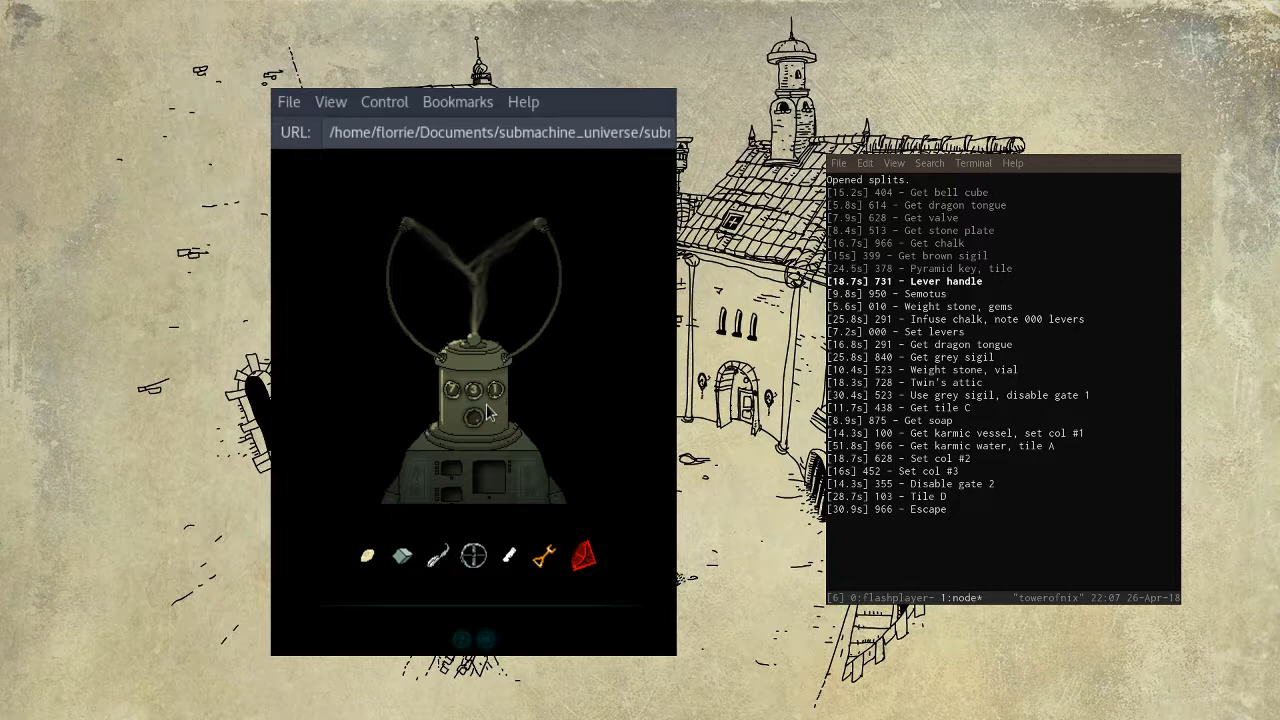 File View Control Bookmarks Help
URL: /home/florrie/Documents/submachine_universe/subm
7 3 1
File Edit View Search Terminal Help
Opened splits.
[15.2s] 404 – Get bell cube
[5.8s] 614 – Get dragon tongue
[7.9s] 628 – Get valve
[8.4s] 513 – Get stone plate
[16.7s] 966 – Get chalk
[15s] 399 – Get brown sigil
[24.5s] 378 – Pyramid key, tile
[18.7s] 731 – Lever handle
[9.8s] 950 – Semotus
[5.6s] 010 – Weight stone, gems
[25.8s] 291 – Infuse chalk, note 000 levers
[7.2s] 000 – Set levers
[16.8s] 291 – Get dragon tongue
[25.8s] 840 – Get grey sigil
[10.4s] 523 – Weight stone, vial
[18.3s] 728 – Twin's attic
[30.4s] 523 – Use grey sigil, disable gate 1
[11.7s] 438 – Get tile C
[8.9s] 875 – Get soap
[14.3s] 100 – Get karmic vessel, set col #1
[51.8s] 966 – Get karmic water, tile A
[18.7s] 628 – Set col #2
[16s] 452 – Set col #3
[14.3s] 355 – Disable gate 2
[28.7s] 103 – Tile D
[30.9s] 966 – Escape
[6] 0:flashplayer- 1:node* "towerofnix" 22:07 26-Apr-18